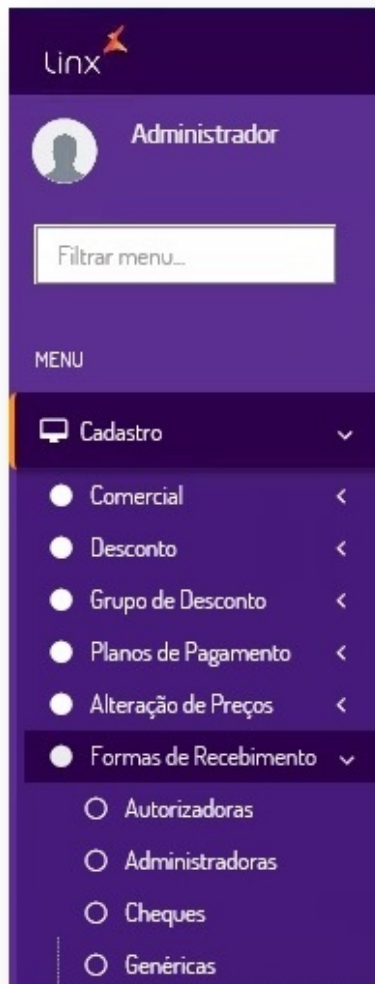 Linx
Administrador
Filtrar menu...
MENU
Cadastro
Comercial
Desconto
Grupo de Desconto
Planos de Pagamento
Alteração de Preços
Formas de Recebimento
Autorizadoras
Administradoras
Cheques
Genéricas